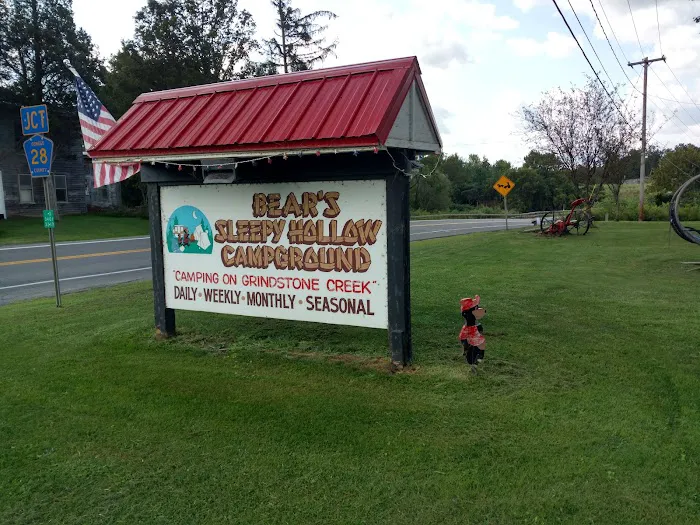 JCT
28
BEAR'S
SLEEPY HOLLOW
CAMPGROUND
"CAMPING ON GRINDSTONE CREEK"
DAILY • WEEKLY • MONTHLY • SEASONAL